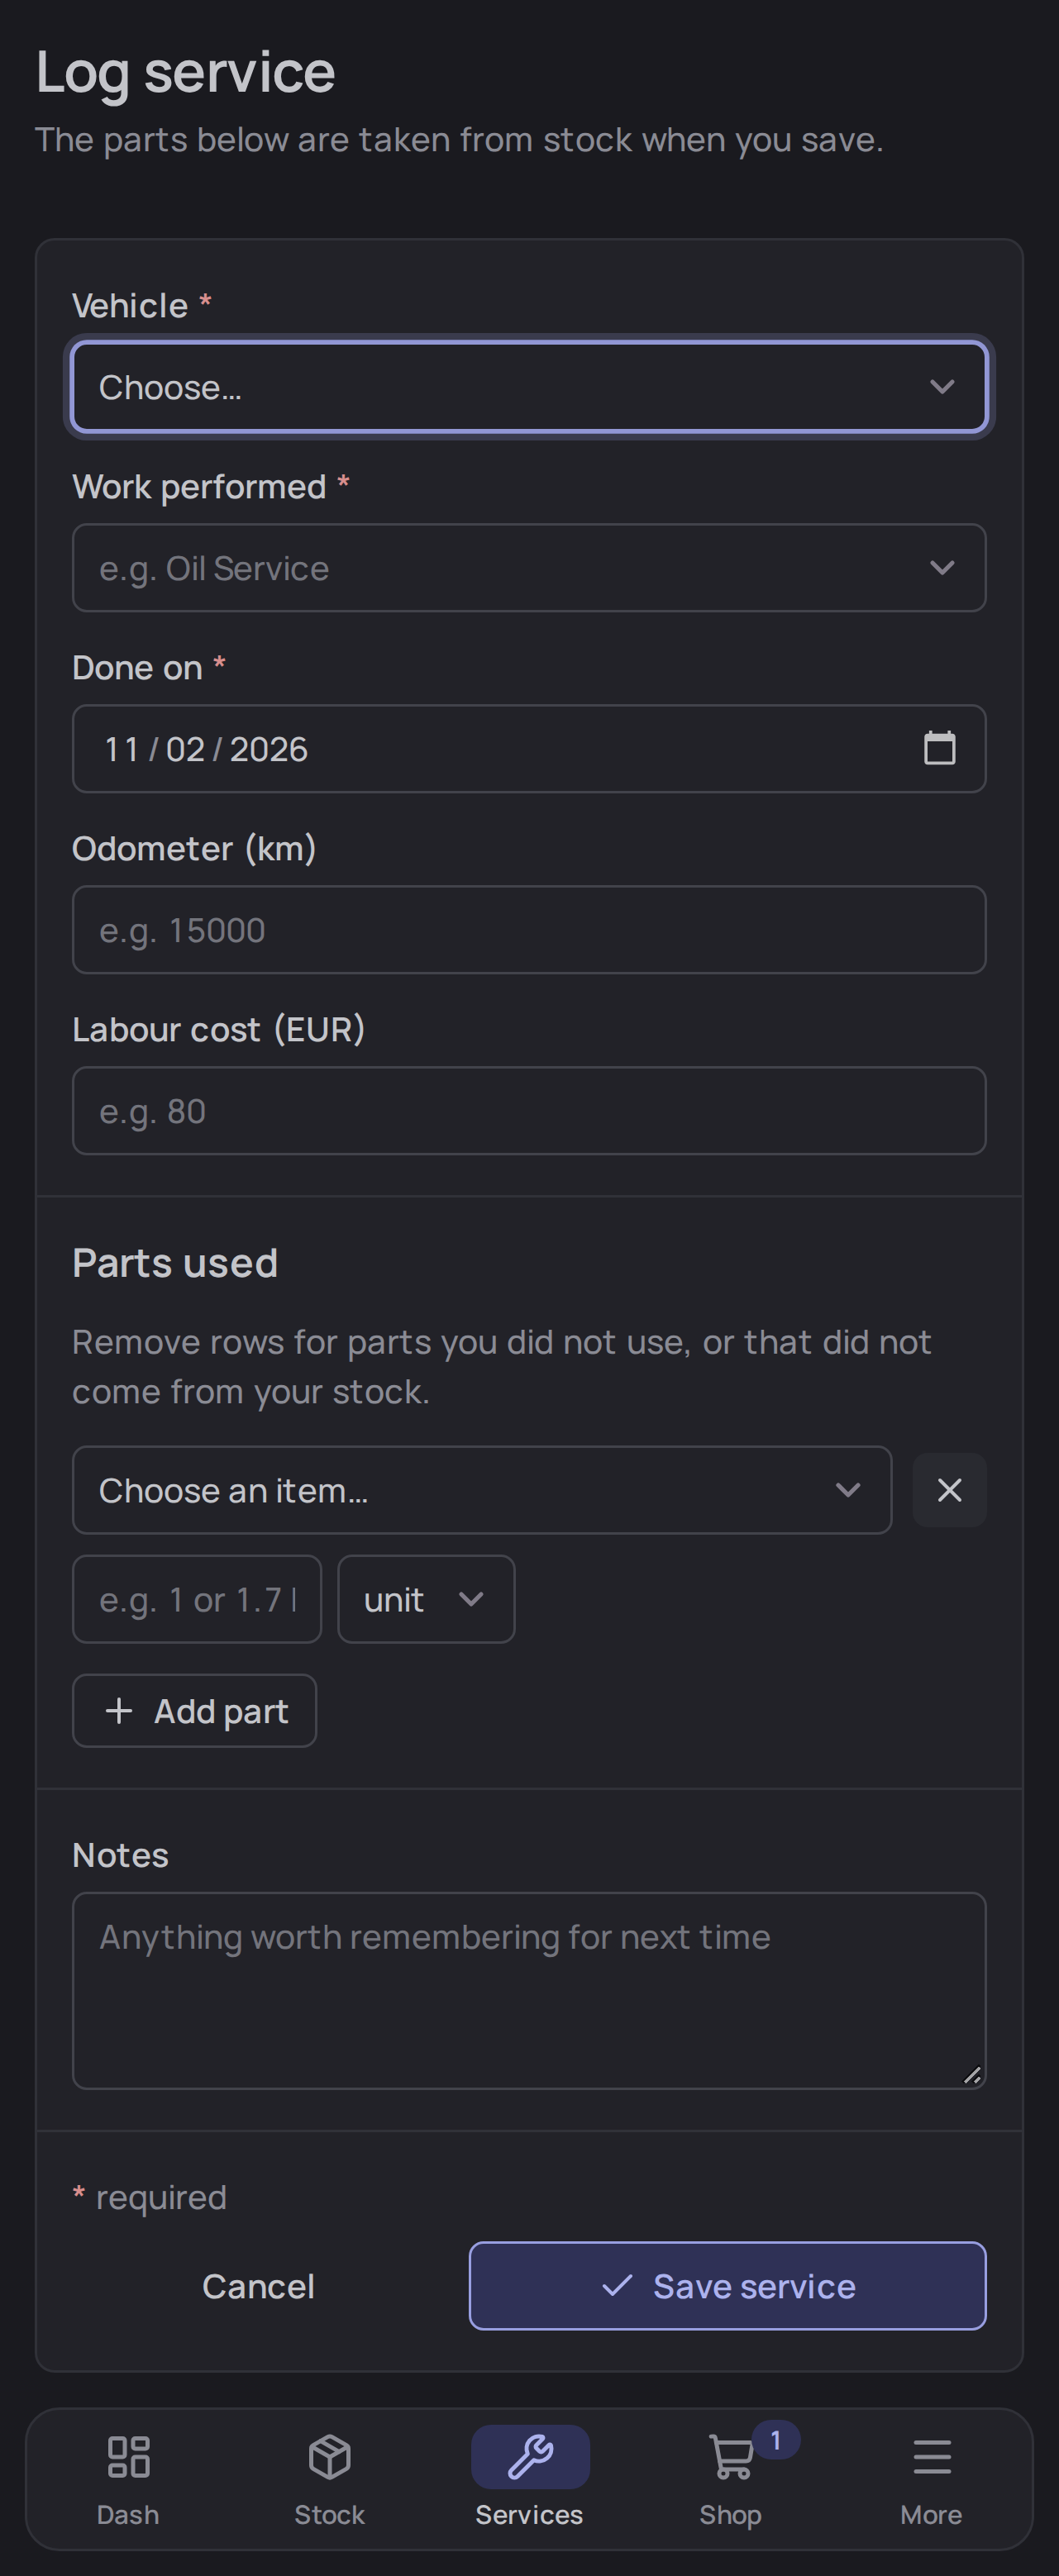 Log service
The parts below are taken from stock when you save.
Vehicle *
Choose...
Work performed *
e.g. Oil Service
Done on *
11 / 02 / 2026
Odometer (km)
e.g. 15000
Labour cost (EUR)
e.g. 80
Parts used
Remove rows for parts you did not use, or that did not
come from your stock.
Choose an item...
e.g. 1 or 1.7 l unit
Add part
Notes
Anything worth remembering for next time
* required
Cancel Save service
1
Dash Stock Services Shop More